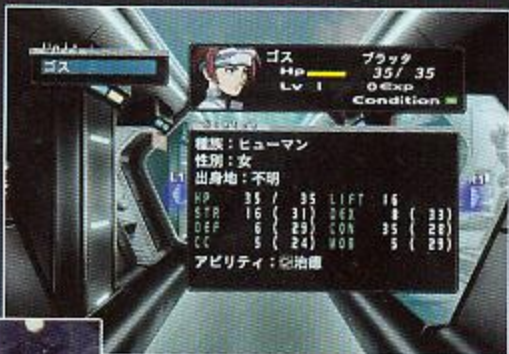 ゴス
ゴス ブラッタ
Hp 35/ 35
Lv 1 0Exp
Condition
種族:ヒューマン
性別:女
出身地:不明
HP 35 / 35 LIFT 16
STR 16 ( 31) DEX 8 ( 33)
DEF 6 ( 29) CON 35 ( 28)
CC 5 ( 24) MOB 5 ( 29)
アビリティ:治癒
L1